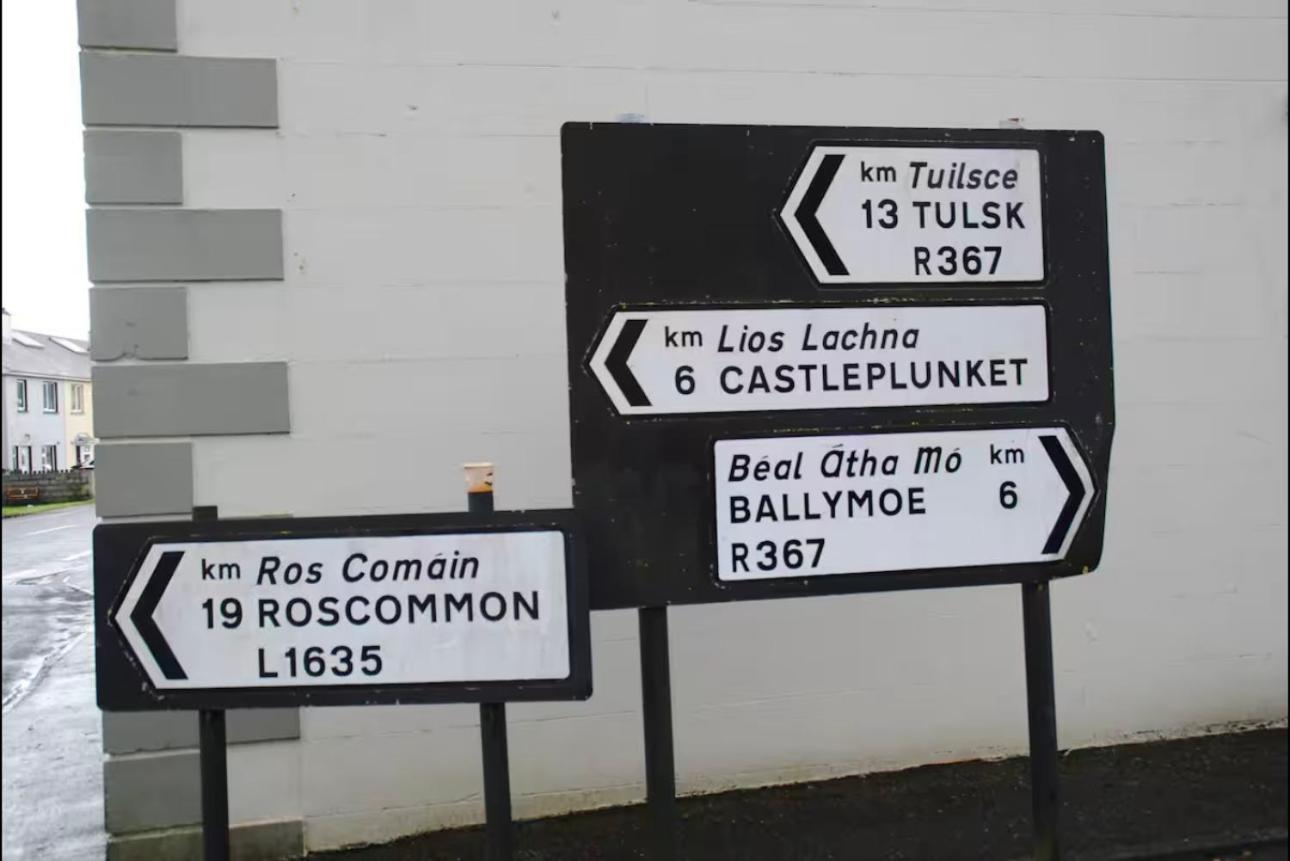 km Tuilsce
13 TULSK
R367
km Lios Lachna
6 CASTLEPLUNKET
Béal Átha Mó km
BALLYMOE 6
R367
km Ros Comáin
19 ROSCOMMON
L1635